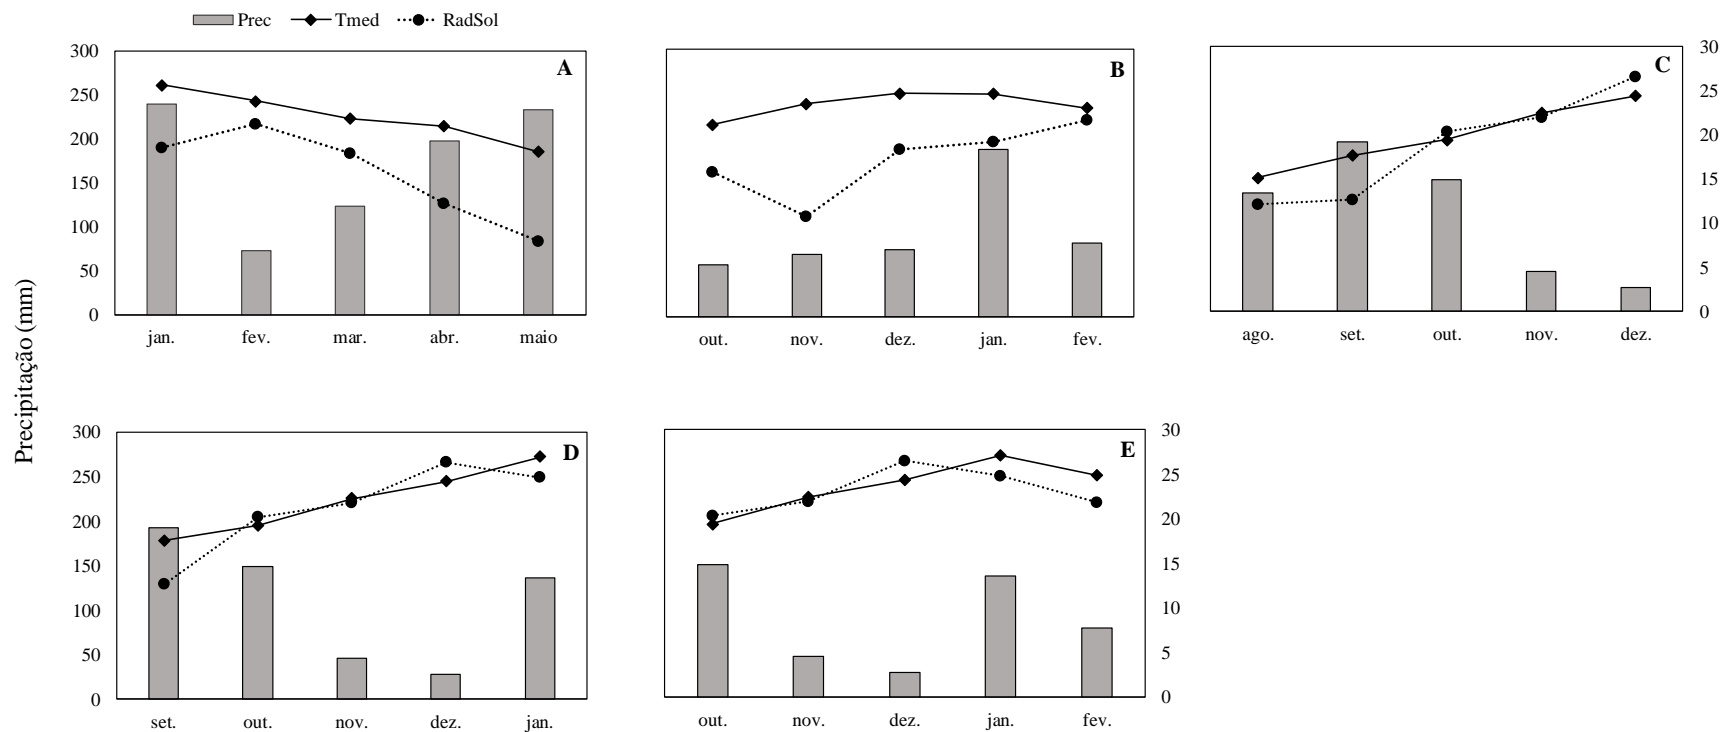 Prec Tmed RadSol
Precipitação (mm)
300
250
200
150
100
50
0
A
jan. fev. mar. abr. maio
B
out. nov. dez. jan. fev.
C
30
25
20
15
10
5
0
ago. set. out. nov. dez.
300
250
200
150
100
50
0
D
set. out. nov. dez. jan.
E
30
25
20
15
10
5
0
out. nov. dez. jan. fev.